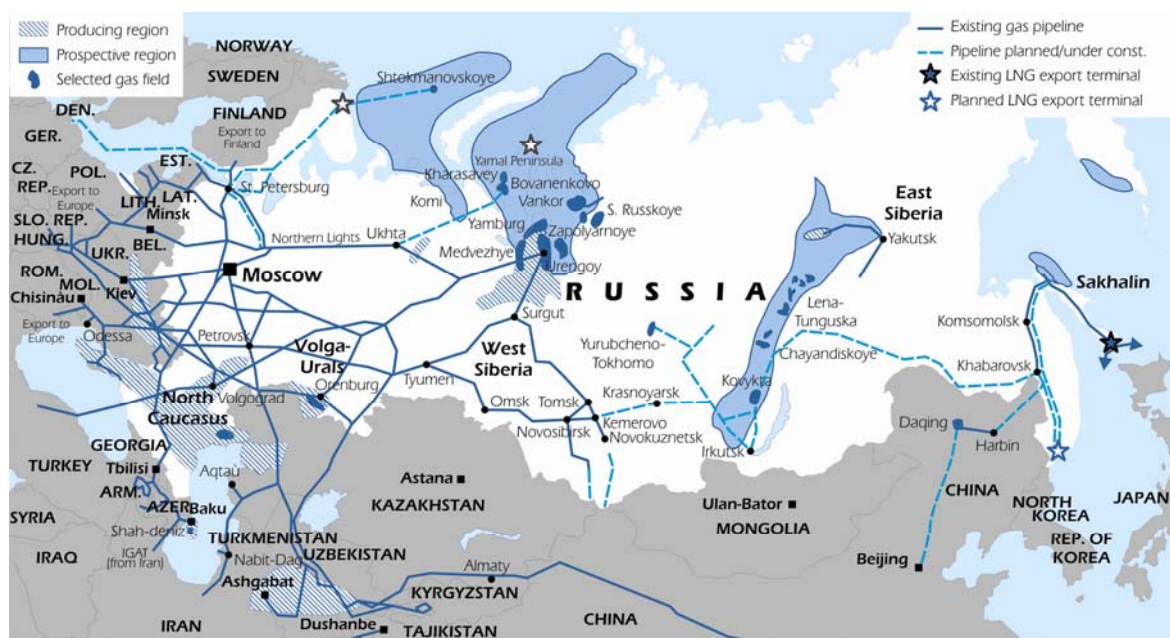 Producing region
Prospective region
Selected gas field
Existing gas pipeline
Pipeline planned/under const.
Existing LNG export terminal
Planned LNG export terminal
NORWAY
SWEDEN
FINLAND
Export to
Finland
DEN.
GER.
CZ.
REP.
POL.
Export to
Europe
SLO. REP.
HUNG.
ROM.
MOL.
Chisinàu
Export to
Europe
EST.
LAT.
LITH.
Minsk
BEL.
UKR.
Kiev
Odessa
St. Petersburg
Moscow
Petrovsk
Northern Lights
Ukhta
Komi
Shtokmanovskoye
Yamal Peninsula
Kharasavey
Bovanenkovo
Vankor
S. Russkoye
Yamburg
Zapolyarnoye
Medvezhye
Urengoy
RUSSIA
Surgut
West
Siberia
Volga-
Urals
Orenburg
Volgograd
North
Caucasus
Tyumen
Omsk
Tomsk
Novosibirsk
Kemerovo
Novokuznetsk
Krasnoyarsk
Yurubcheno-
Tokhomo
Kovykta
Irkutsk
Lena-
Tunguska
Chayandiskoye
East
Siberia
Yakutsk
Sakhalin
Komsomolsk
Khabarovsk
Daqing
Harbin
CHINA
NORTH
KOREA
JAPAN
REP. OF
KOREA
Beijing
Ulan-Bator
MONGOLIA
Astana
KAZAKHSTAN
GEORGIA
TURKEY
Tbilisi
ARM.
AZER.
Baku
Shah-deniz
IGAT
(from Iran)
SYRIA
IRAQ
IRAN
Aqtaù
TURKMENISTAN
Nabit-Dag
UZBEKISTAN
Ashgabat
Dushanbe
Almaty
KYRGYZSTAN
TAJIKISTAN
CHINA